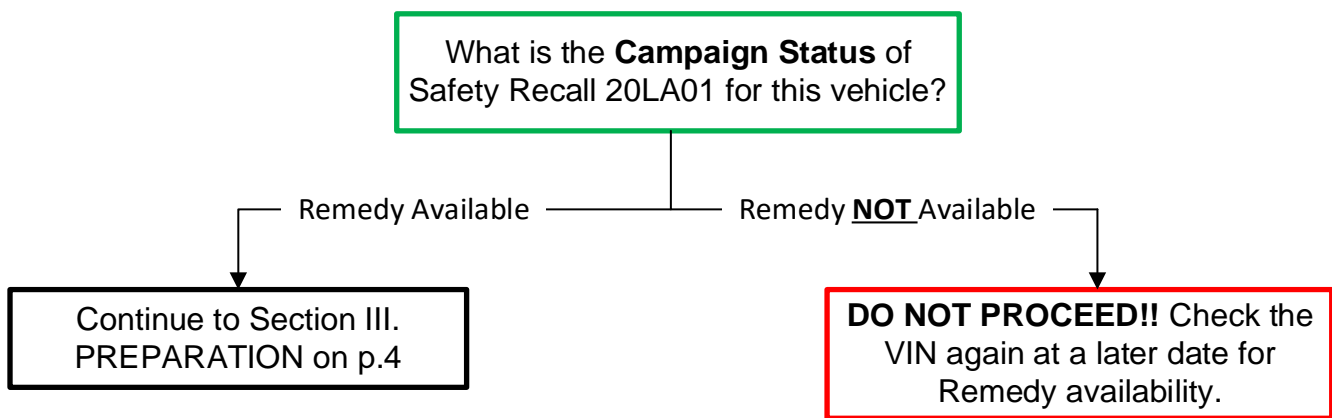 What is the Campaign Status of
Safety Recall 20LA01 for this vehicle?
Remedy Available
Remedy NOT Available
Continue to Section III.
PREPARATION on p.4
DO NOT PROCEED!! Check the
VIN again at a later date for
Remedy availability.